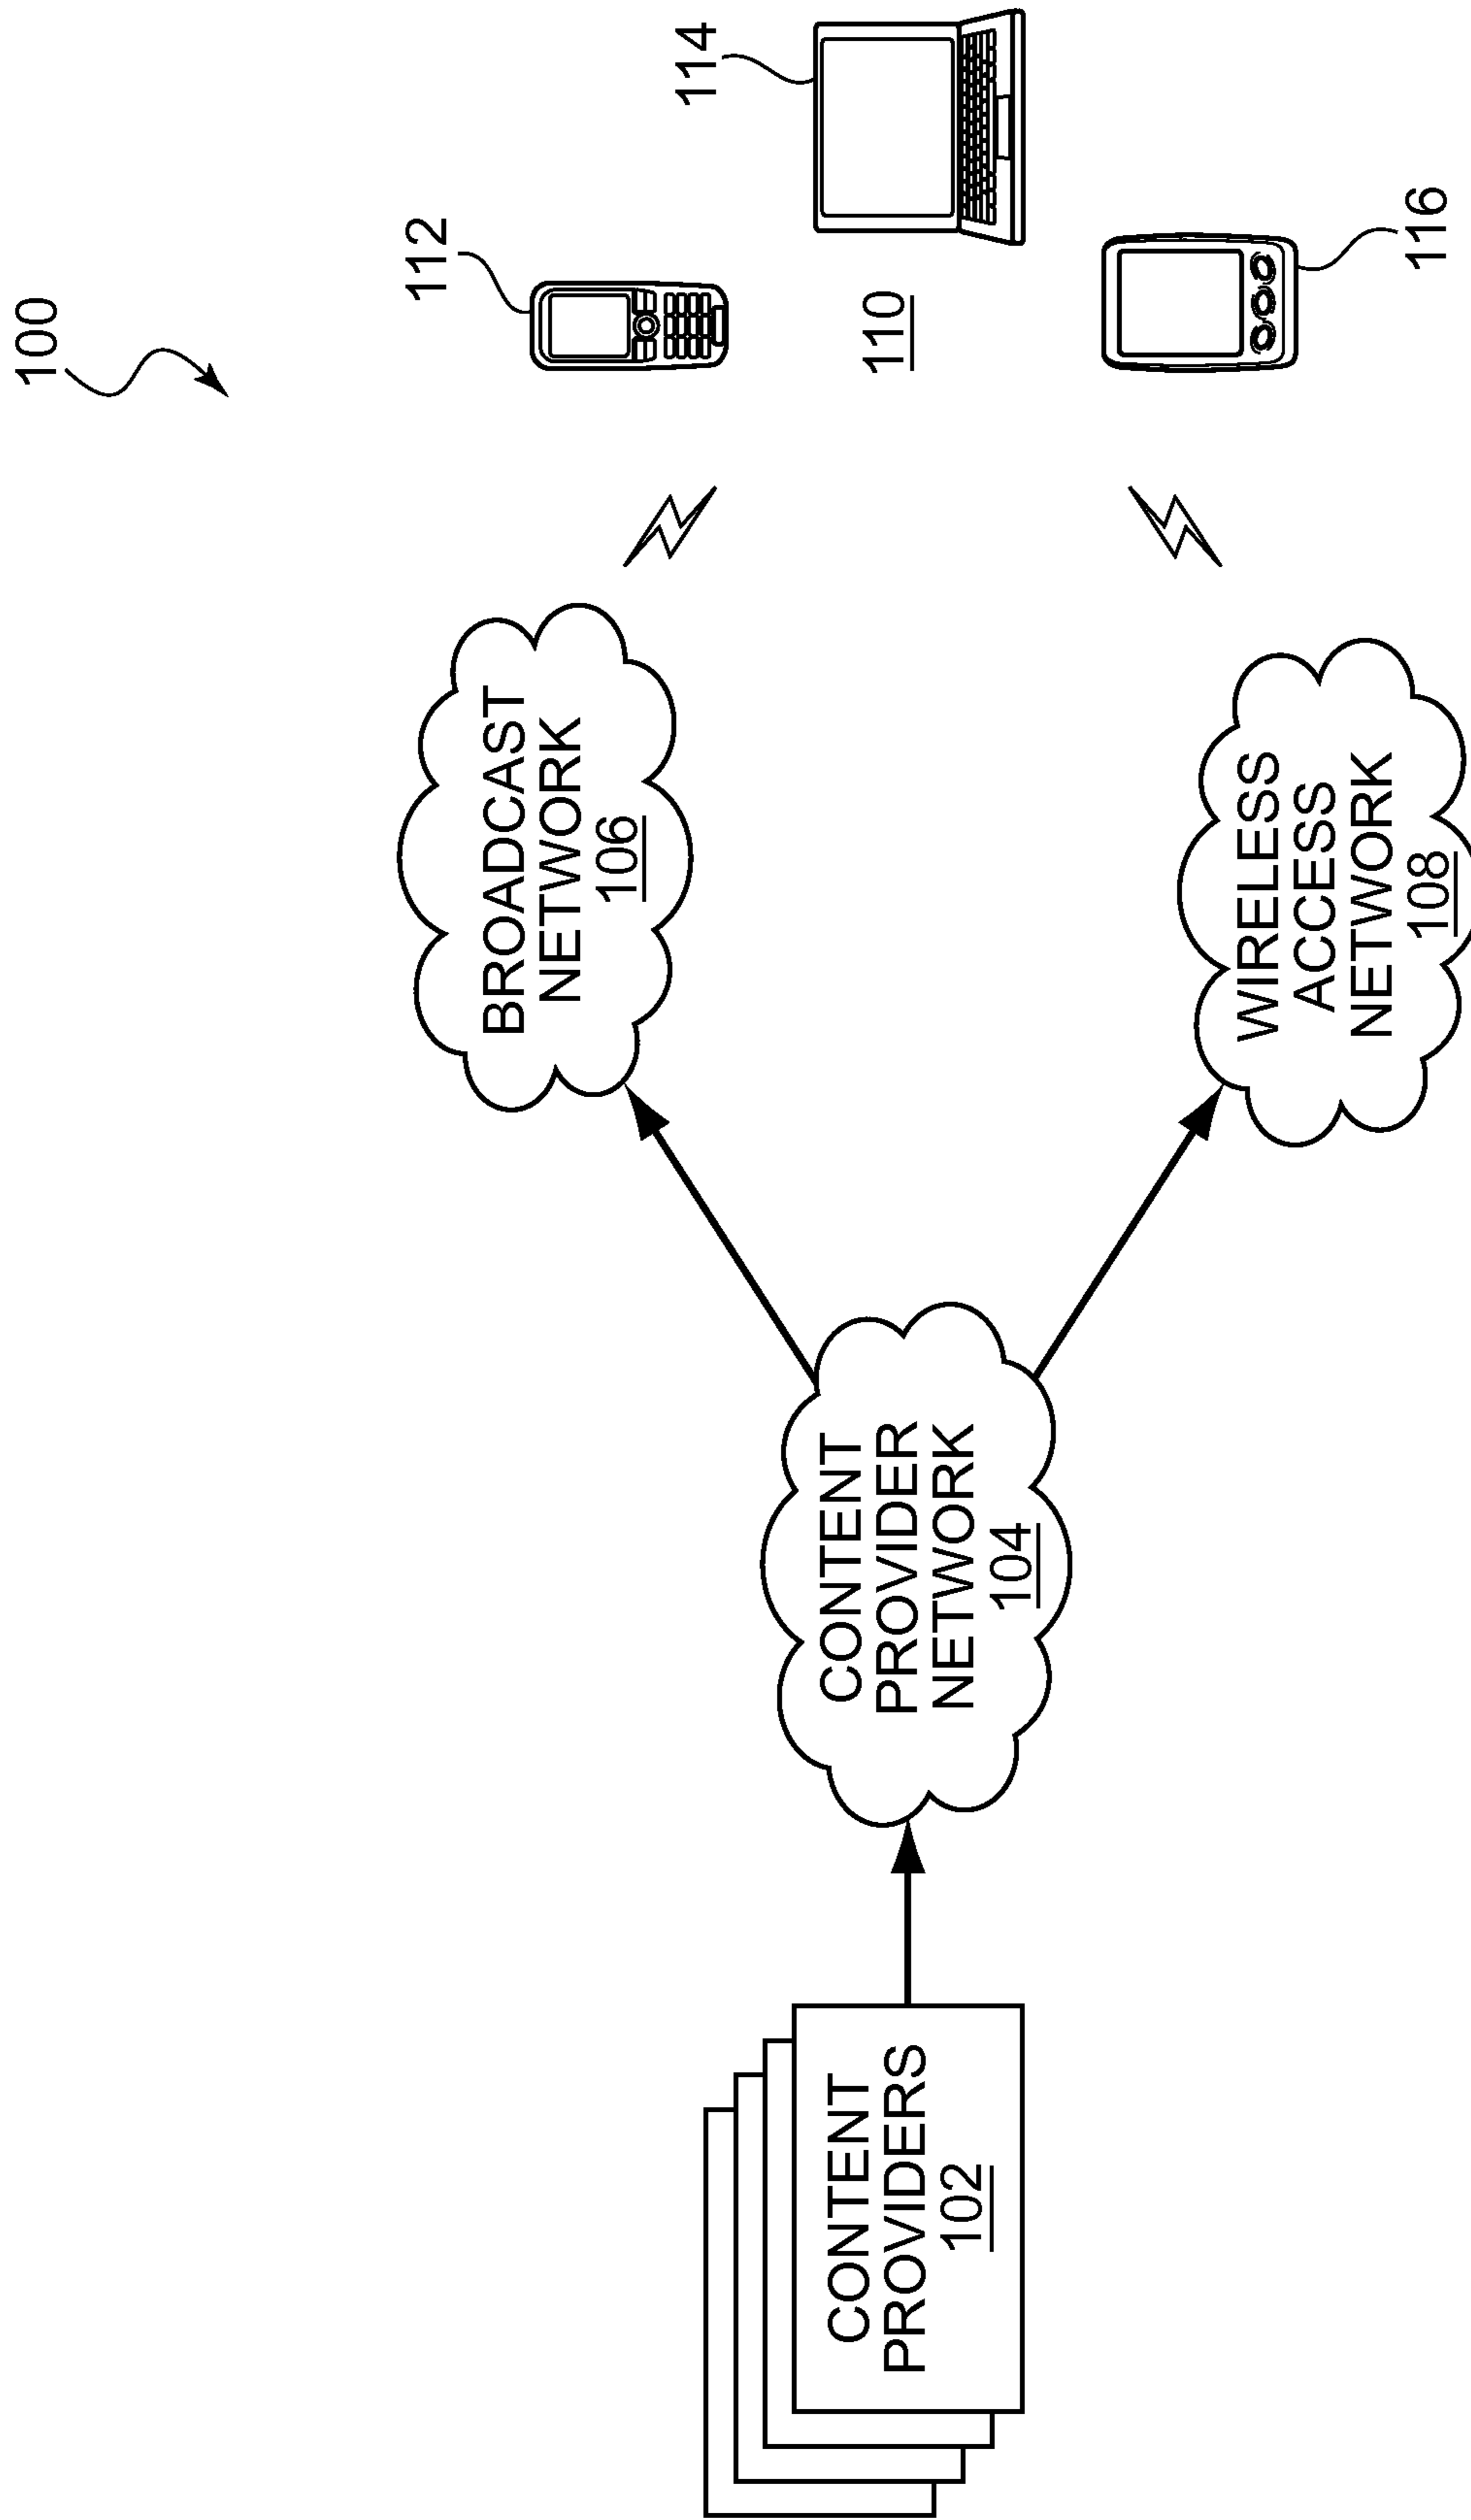 100
CONTENT
PROVIDERS
102
CONTENT
PROVIDER
NETWORK
104
BROADCAST
NETWORK
106
WIRELESS
ACCESS
NETWORK
108
112
114
110
116